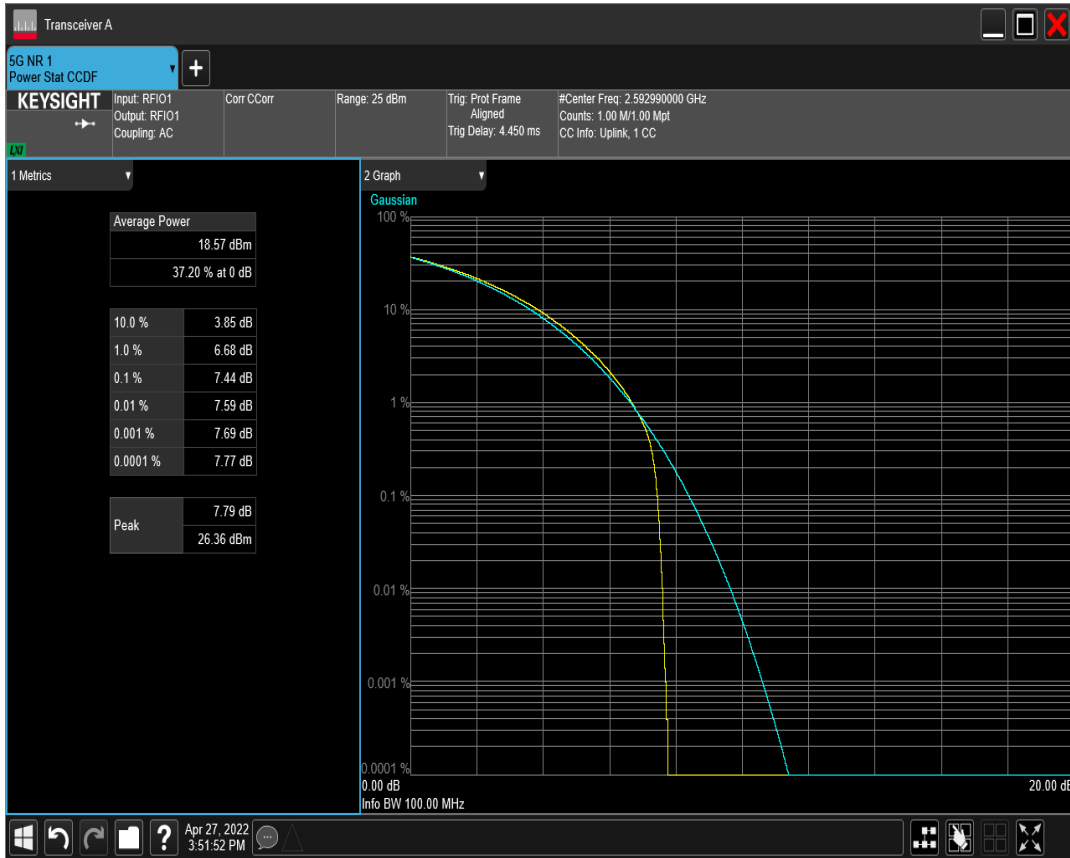 Transceiver A
5G NR 1
Power Stat CCDF
+
KEYSIGHT
LXI
Input: RFIO1
Output: RFIO1
Coupling: AC
Corr CCorr
Range: 25 dBm
Trig: Prot Frame
Aligned
Trig Delay: 4.450 ms
#Center Freq: 2.592990000 GHz
Counts: 1.00 M/1.00 Mpt
CC Info: Uplink, 1 CC
1 Metrics
Average Power
18.57 dBm
37.20 % at 0 dB
10.0 % 3.85 dB
1.0 % 6.68 dB
0.1 % 7.44 dB
0.01 % 7.59 dB
0.001 % 7.69 dB
0.0001 % 7.77 dB
Peak 7.79 dB
26.36 dBm
2 Graph
Gaussian
100 %
10 %
1 %
0.1 %
0.01 %
0.001 %
0.0001 %
0.00 dB 20.00 dB
Info BW 100.00 MHz
? Apr 27, 2022
3:51:52 PM